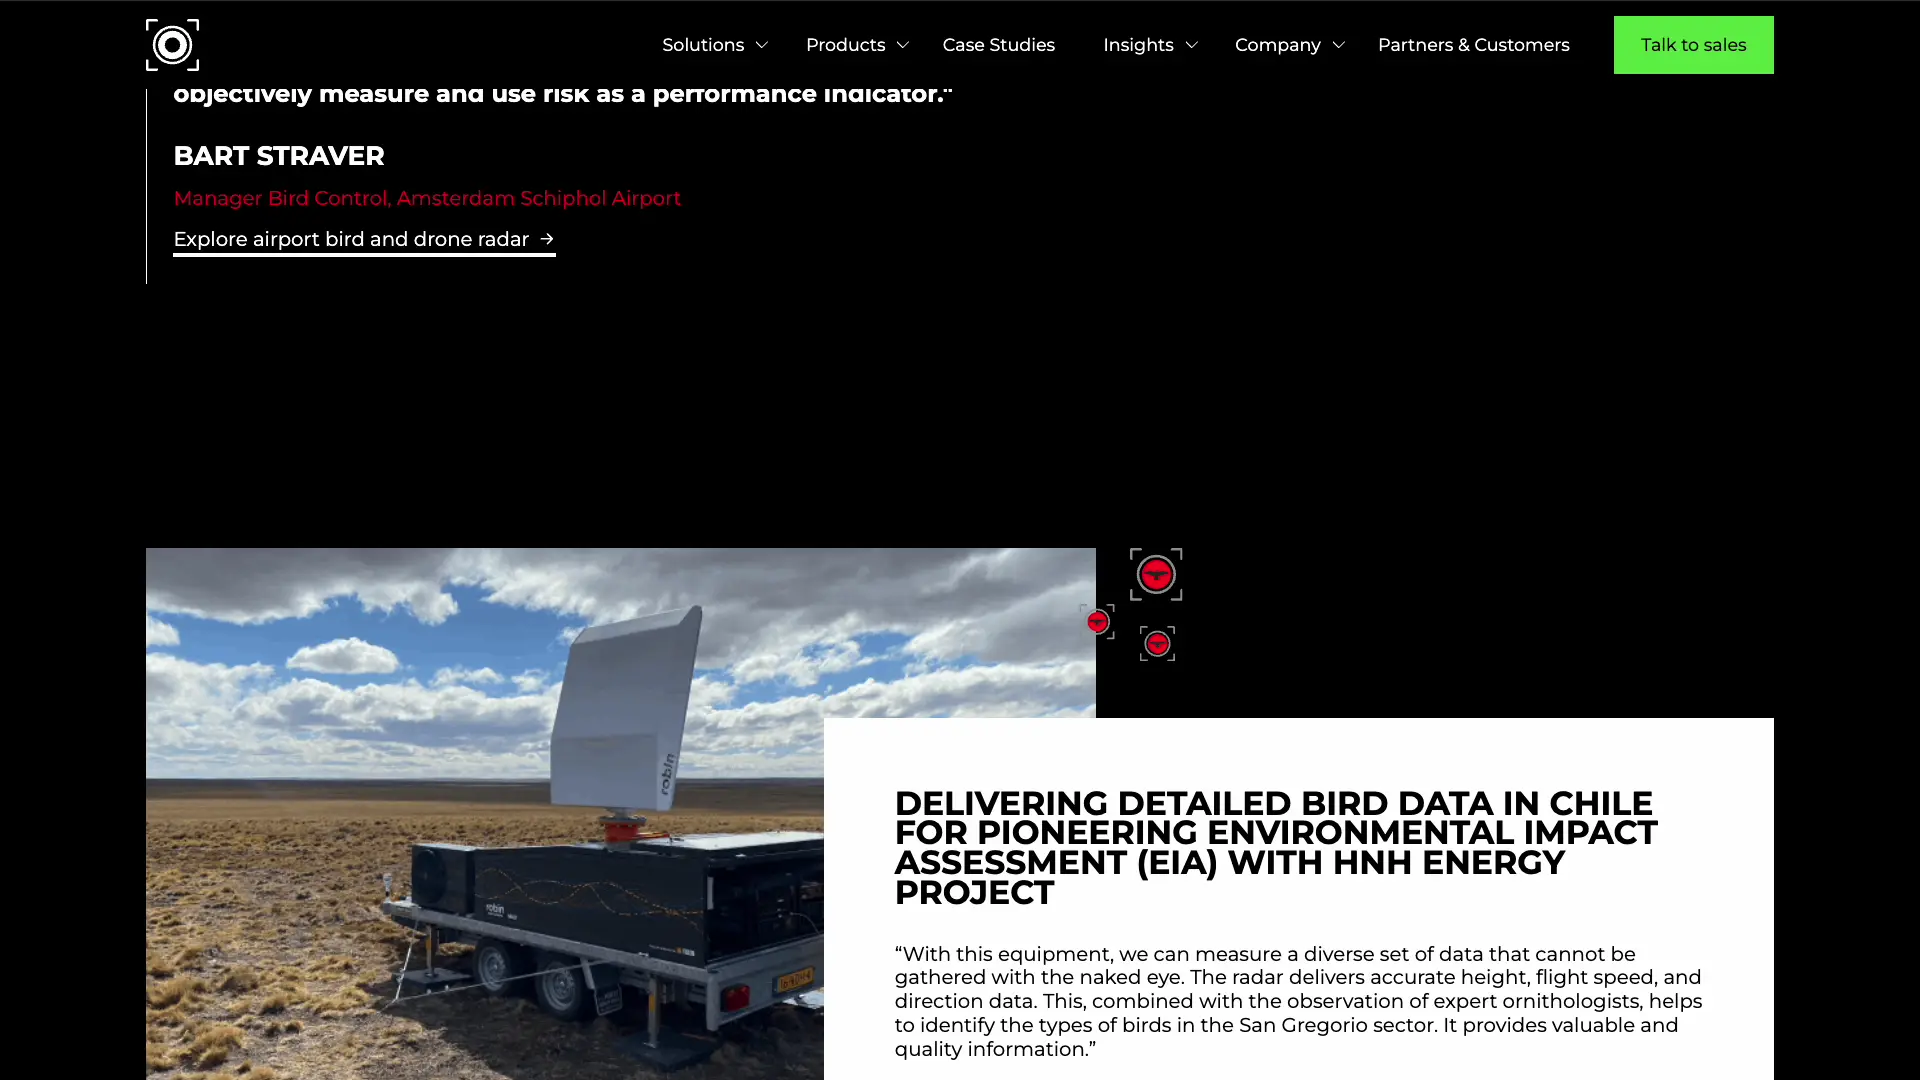 Solutions
Products
Case Studies
Insights
Company
Partners & Customers
Talk to sales
objectively measure and use risk as a performance indicator."
BART STRAVER
Manager Bird Control, Amsterdam Schiphol Airport
Explore airport bird and drone radar →
robin
robin
DELIVERING DETAILED BIRD DATA IN CHILE
FOR PIONEERING ENVIRONMENTAL IMPACT
ASSESSMENT (EIA) WITH HNH ENERGY
PROJECT
“With this equipment, we can measure a diverse set of data that cannot be
gathered with the naked eye. The radar delivers accurate height, flight speed, and
direction data. This, combined with the observation of expert ornithologists, helps
to identify the types of birds in the San Gregorio sector. It provides valuable and
quality information.”